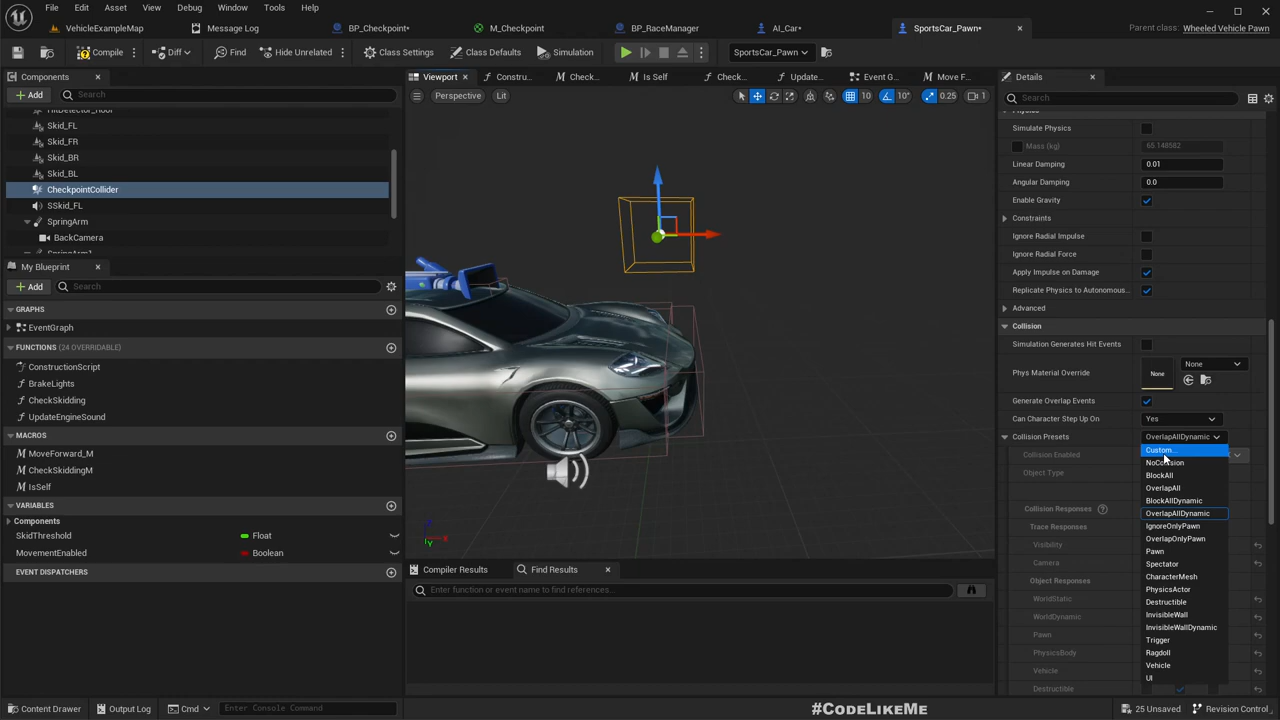 File Edit Asset View Debug Window Tools Help
VehicleExampleMap Message Log BP_Checkpoint* M_Checkpoint BP_RaceManager AI_Car* SportsCar_Pawn* Parent class: Wheeled Vehicle Pawn
Compile Diff Find Hide Unrelated Class Settings Class Defaults Simulation SportsCar_Pawn
Components Viewport Constru... Check... Is Self Check... Update... Event G... Move F... Details
Add Search Perspective Lit 10 10° 0.25 1 Search
Skid_FL
Skid_FR
Skid_BR
Skid_BL
CheckpointCollider
SSkid_FL
SpringArm
BackCamera
My Blueprint
Add Search
GRAPHS
EventGraph
FUNCTIONS (24 OVERRIDABLE)
ConstructionScript
BrakeLights
CheckSkidding
UpdateEngineSound
MACROS
MoveForward_M
CheckSkiddingM
IsSelf
VARIABLES
Components
SkidThreshold Float
MovementEnabled Boolean
EVENT DISPATCHERS
Compiler Results Find Results
Enter function or event name to find references...
Simulate Physics
Mass (kg) 65.148582
Linear Damping 0.01
Angular Damping 0.0
Enable Gravity
Constraints
Ignore Radial Impulse
Ignore Radial Force
Apply Impulse on Damage
Replicate Physics to Autonomous...
Advanced
Collision
Simulation Generates Hit Events
Phys Material Override None None
Generate Overlap Events
Can Character Step Up On Yes
Collision Presets OverlapAllDynamic
Collision Enabled
Object Type
Collision Responses ?
Trace Responses
Visibility
Camera
Object Responses
WorldStatic
WorldDynamic
Pawn
PhysicsBody
Vehicle
Destructible
Custom...
NoCollision
BlockAll
OverlapAll
BlockAllDynamic
OverlapAllDynamic
IgnoreOnlyPawn
OverlapOnlyPawn
Pawn
Spectator
CharacterMesh
PhysicsActor
Destructible
InvisibleWall
InvisibleWallDynamic
Trigger
Ragdoll
Vehicle
UI
Content Drawer Output Log Cmd Enter Console Command #CodeLikeMe 25 Unsaved Revision Control